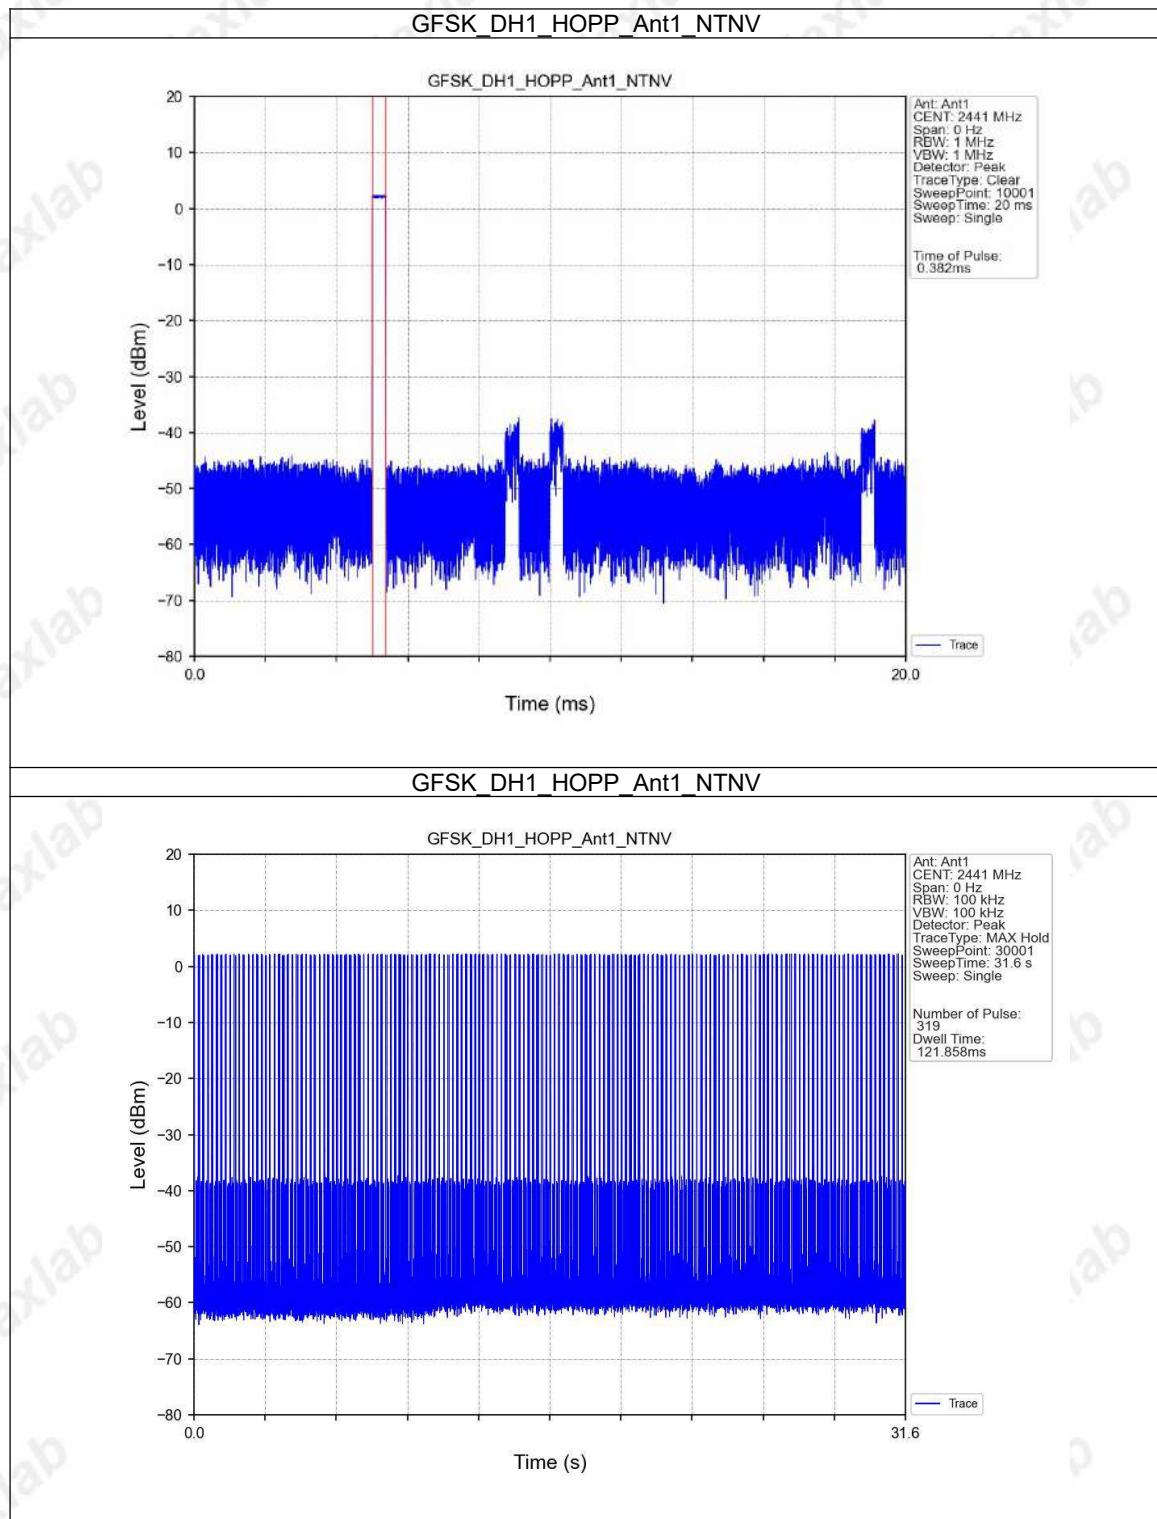 GFSK_DH1_HOPP_Ant1_NTNV
GFSK_DH1_HOPP_Ant1_NTNV
20
10
0
−10
−20
−30
−40
−50
−60
−70
−80
Level (dBm)
0.0
20.0
Time (ms)
Ant: Ant1
CENT: 2441 MHz
Span: 0 Hz
RBW: 1 MHz
VBW: 1 MHz
Detector: Peak
TraceType: Clear
SweepPoint: 10001
SweepTime: 20 ms
Sweep: Single
Time of Pulse:
0.382ms
Trace
GFSK_DH1_HOPP_Ant1_NTNV
GFSK_DH1_HOPP_Ant1_NTNV
20
10
0
−10
−20
−30
−40
−50
−60
−70
−80
Level (dBm)
0.0
31.6
Time (s)
Ant: Ant1
CENT: 2441 MHz
Span: 0 Hz
RBW: 100 kHz
VBW: 100 kHz
Detector: Peak
TraceType: MAX Hold
SweepPoint: 30001
SweepTime: 31.6 s
Sweep: Single
Number of Pulse:
319
Dwell Time:
121.858ms
Trace